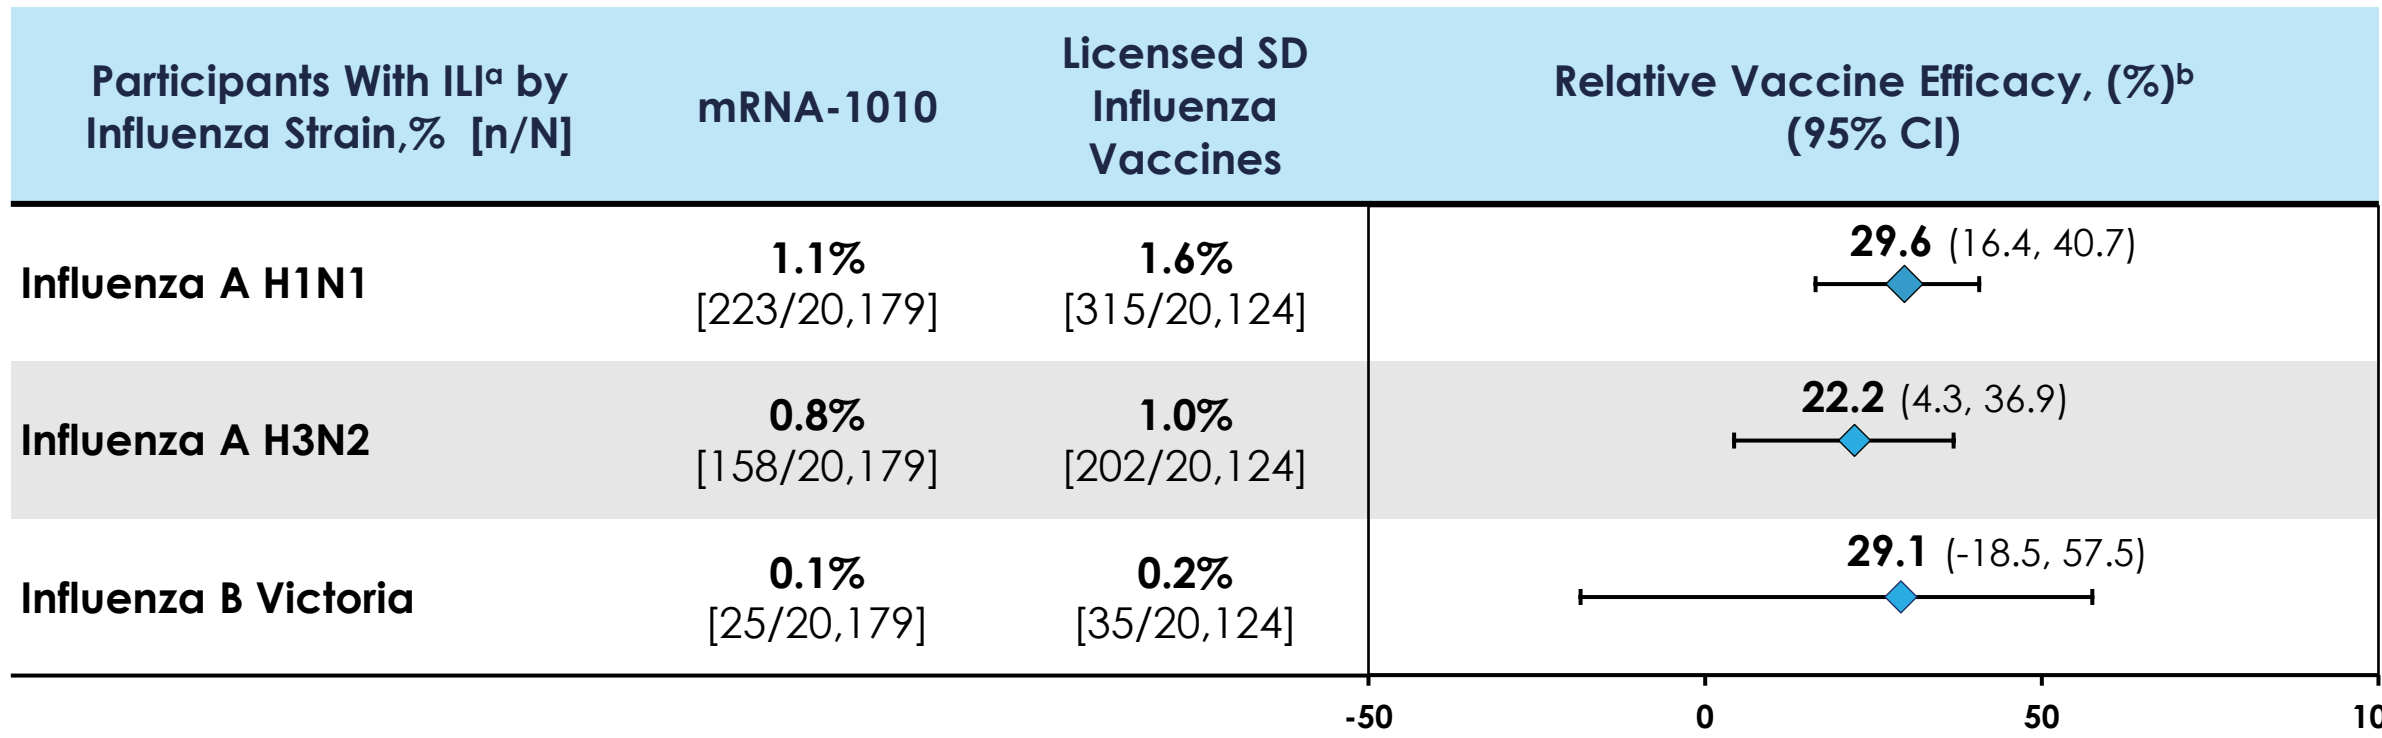 Participants With ILIᵃ by
Influenza Strain,% [n/N]
mRNA-1010
Licensed SD
Influenza
Vaccines
Relative Vaccine Efficacy, (%)ᵇ
(95% CI)
Influenza A H1N1
1.1%
[223/20,179]
1.6%
[315/20,124]
29.6 (16.4, 40.7)
Influenza A H3N2
0.8%
[158/20,179]
1.0%
[202/20,124]
22.2 (4.3, 36.9)
Influenza B Victoria
0.1%
[25/20,179]
0.2%
[35/20,124]
29.1 (-18.5, 57.5)
-50 0 50